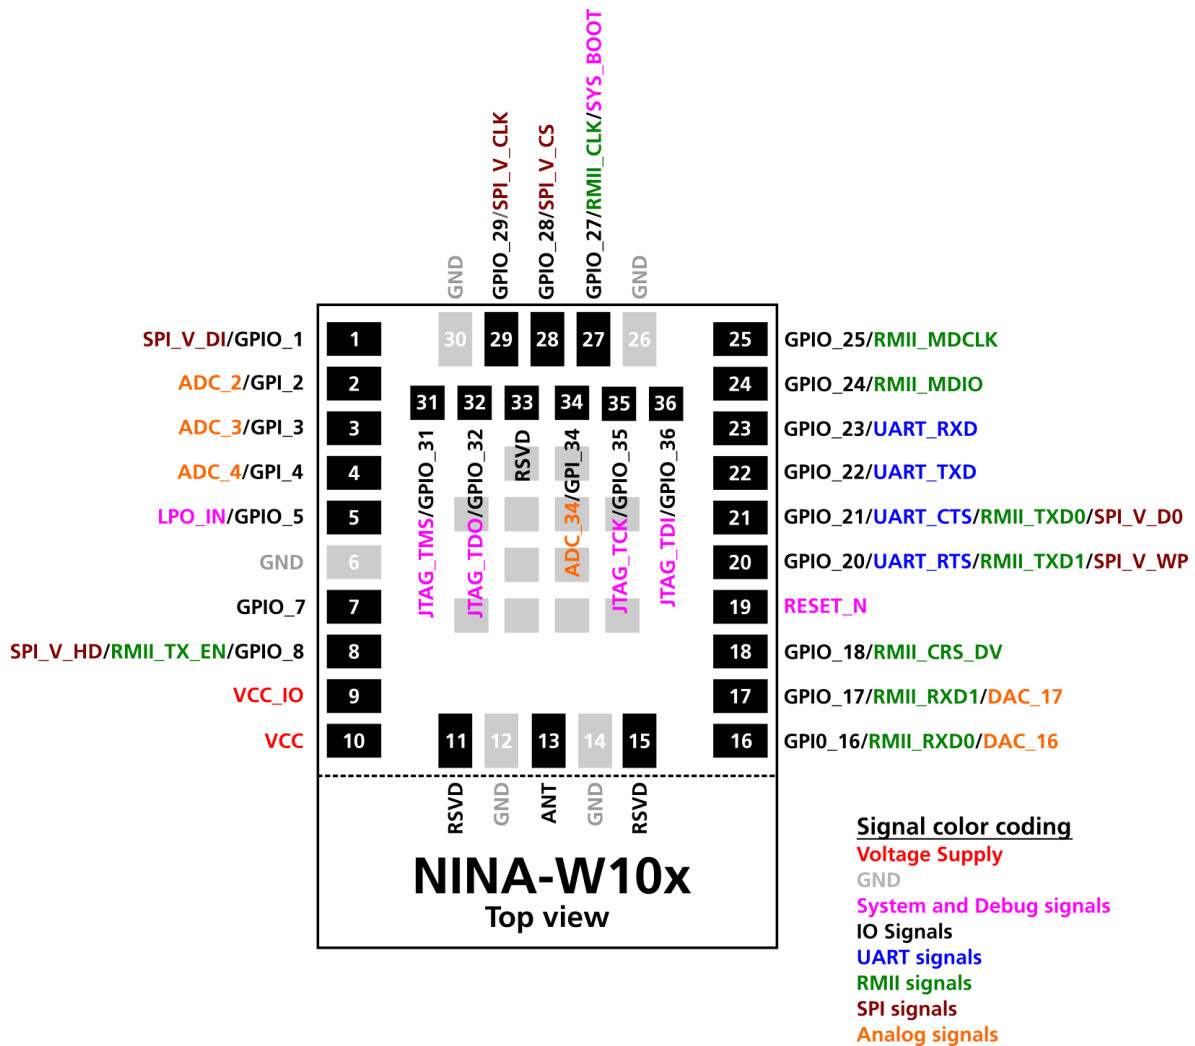 GND
GPIO_29/SPI_V_CLK
GPIO_28/SPI_V_CS
GPIO_27/RMII_CLK/SYS_BOOT
GND
30
29
28
27
26
SPI_V_DI/GPIO_1
1
25
GPIO_25/RMII_MDCLK
ADC_2/GPI_2
2
24
GPIO_24/RMII_MDIO
31
32
33
34
35
36
ADC_3/GPI_3
3
23
GPIO_23/UART_RXD
JTAG_TMS/GPIO_31
JTAG_TDO/GPIO_32
RSVD
ADC_34/GPI_34
JTAG_TCK/GPIO_35
JTAG_TDI/GPIO_36
ADC_4/GPI_4
4
22
GPIO_22/UART_TXD
LPO_IN/GPIO_5
5
21
GPIO_21/UART_CTS/RMII_TXD0/SPI_V_D0
GND
6
20
GPIO_20/UART_RTS/RMII_TXD1/SPI_V_WP
GPIO_7
7
19
RESET_N
SPI_V_HD/RMII_TX_EN/GPIO_8
8
18
GPIO_18/RMII_CRS_DV
VCC_IO
9
17
GPIO_17/RMII_RXD1/DAC_17
VCC
10
11
12
13
14
15
16
GPI0_16/RMII_RXD0/DAC_16
RSVD
GND
ANT
GND
RSVD
NINA-W10x
Top view
Signal color coding
Voltage Supply
GND
System and Debug signals
IO Signals
UART signals
RMII signals
SPI signals
Analog signals